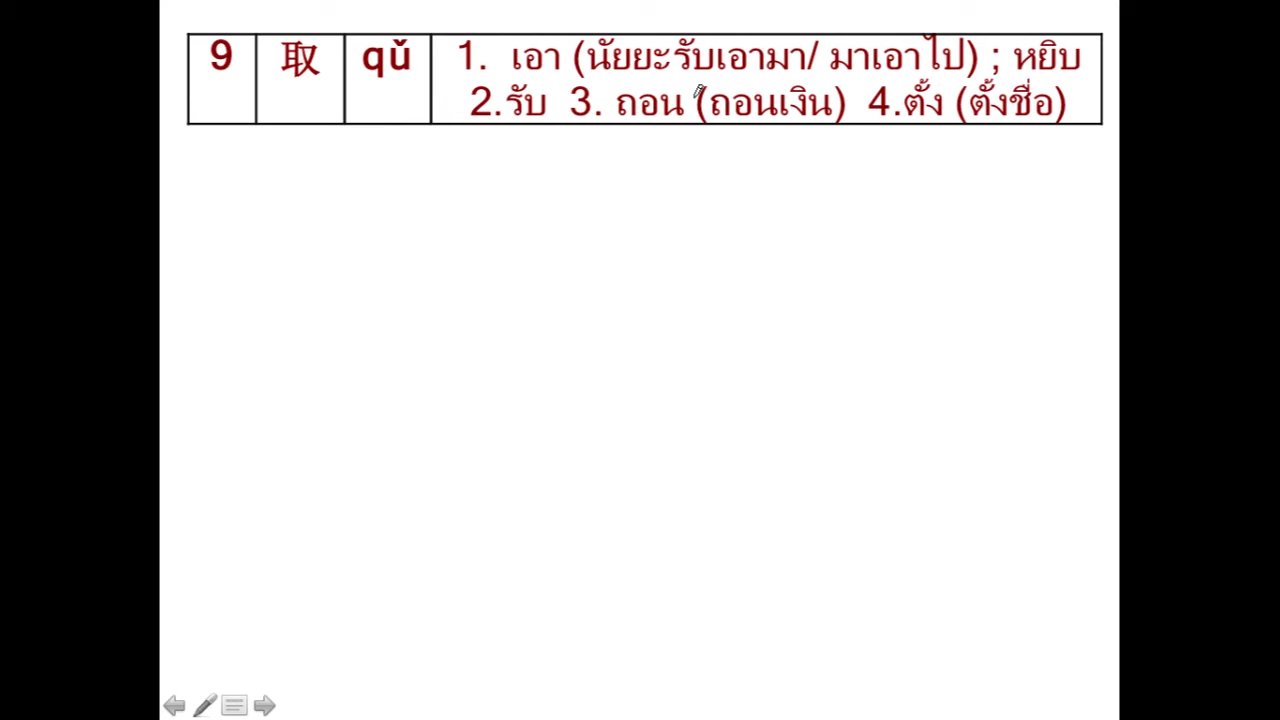 9 取 qǔ 1. เอา (นัยยะรับเอามา/ มาเอาไป) ; หยิบ
2.รับ 3. ถอน (ถอนเงิน) 4.ตั้ง (ตั้งชื่อ)